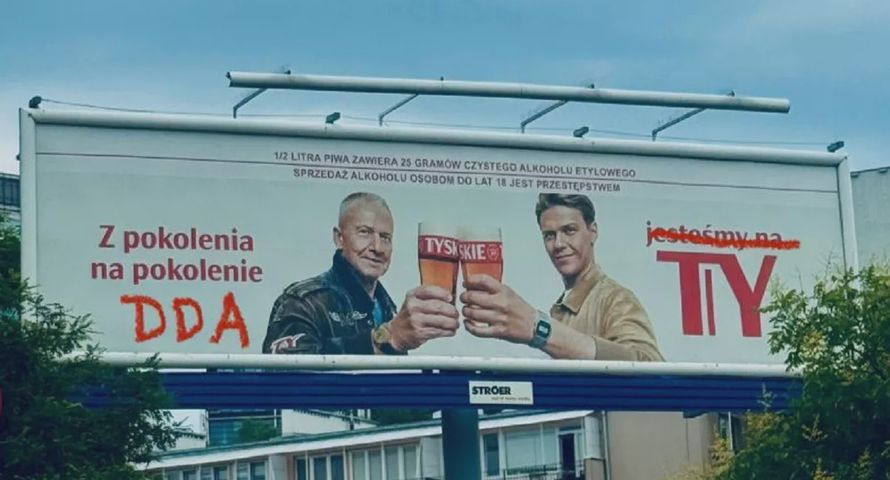 1/2 LITRA PIWA ZAWIERA 25 GRAMÓW CZYSTEGO ALKOHOLU ETYLOWEGO
SPRZEDAŻ ALKOHOLU OSOBOM DO LAT 18 JEST PRZESTĘPSTWEM
Z pokolenia
na pokolenie
DDA
TYSKIE
jesteśmy na
TY
STRÖER